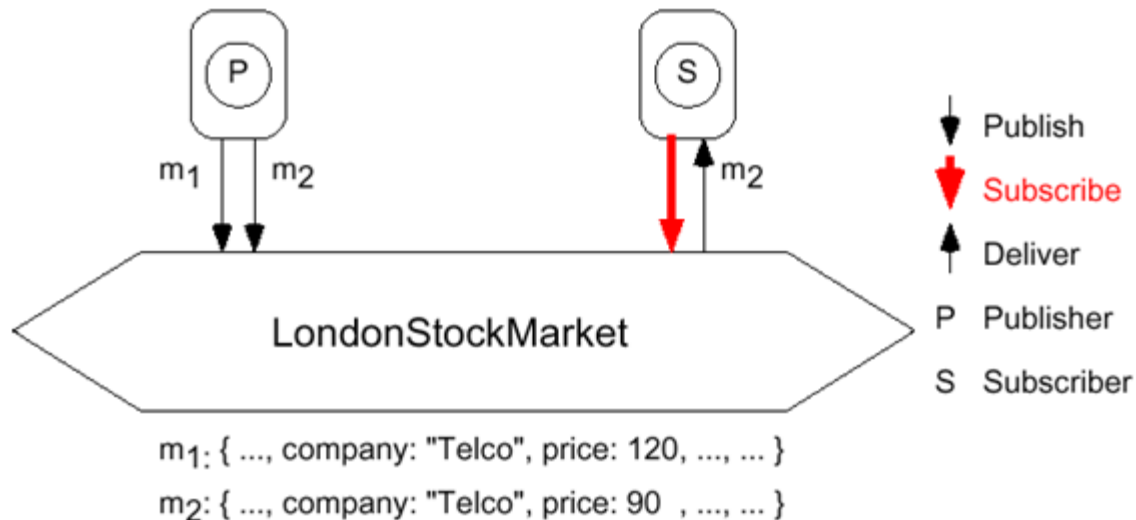 P
S
m1
m2
m2
Publish
Subscribe
Deliver
P Publisher
S Subscriber
LondonStockMarket
m1: { ..., company: "Telco", price: 120, ..., ... }
m2: { ..., company: "Telco", price: 90 , ..., ... }